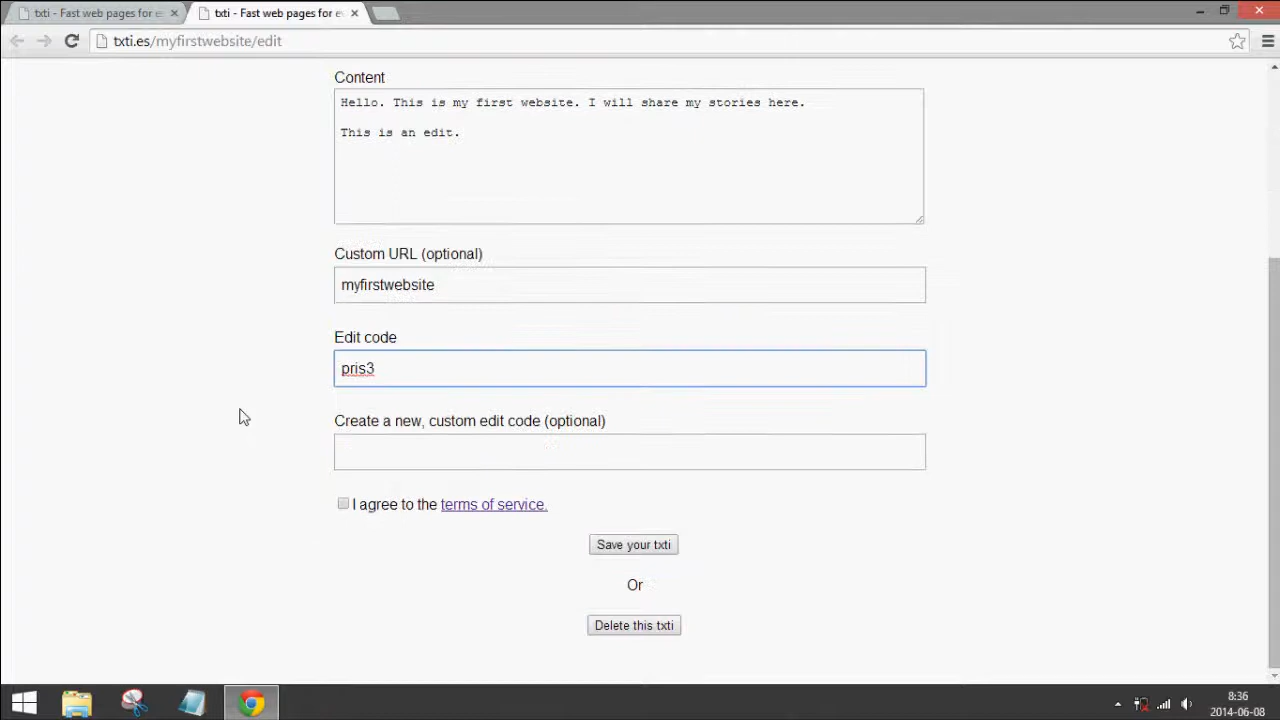 txti - Fast web pages for e
txti - Fast web pages for ev
txti.es/myfirstwebsite/edit
Content
Hello. This is my first website. I will share my stories here.
This is an edit.
Custom URL (optional)
myfirstwebsite
Edit code
pris3
Create a new, custom edit code (optional)
I agree to the terms of service.
Save your txti
Or
Delete this txti
8:36
2014-06-08